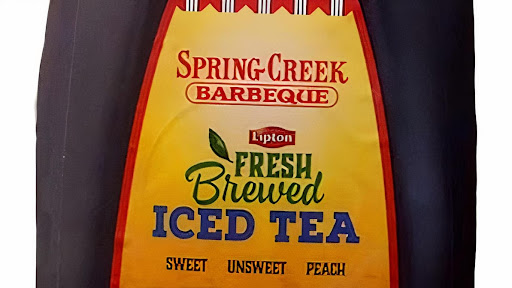 SPRING CREEK
BARBEQUE
Lipton
FRESH
Brewed
ICED TEA
SWEET UNSWEET PEACH